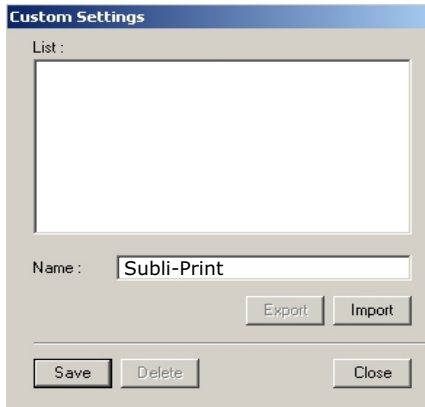 Custom Settings
List :
Name : Subli-Print
Export Import
Save Delete Close